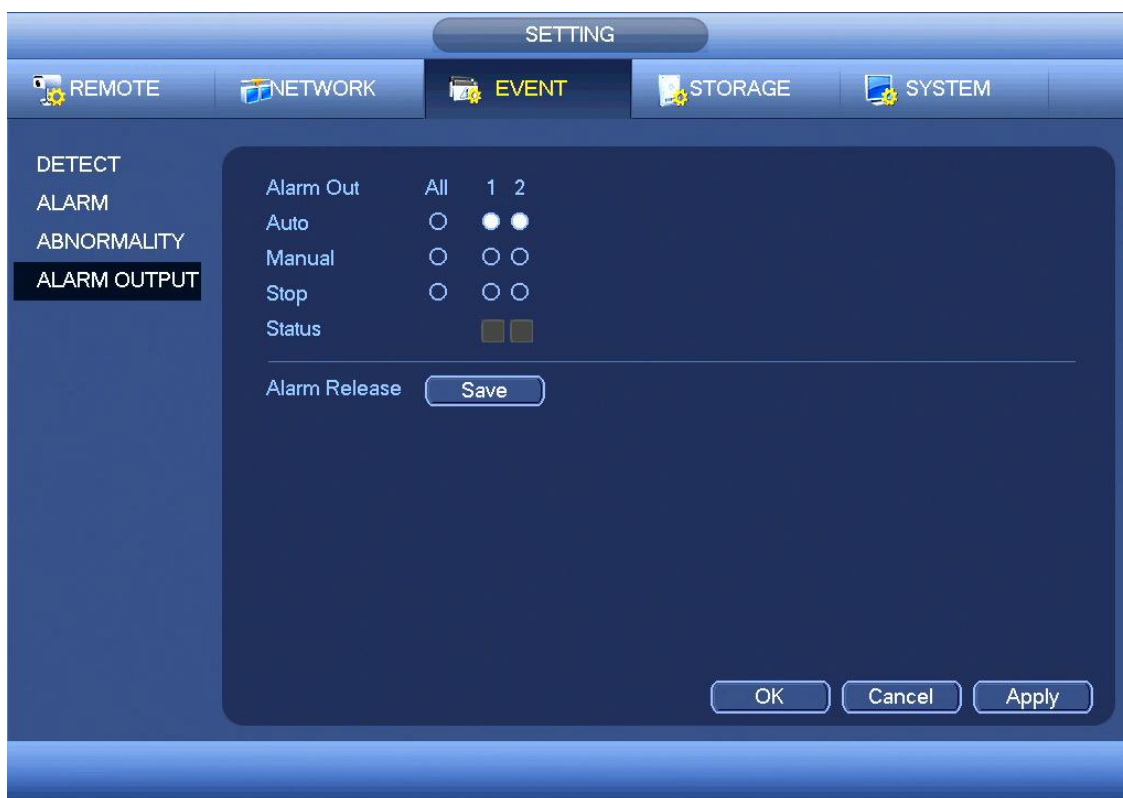 SETTING
REMOTE NETWORK EVENT STORAGE SYSTEM
DETECT
ALARM
ABNORMALITY
ALARM OUTPUT
Alarm Out All 1 2
Auto
Manual
Stop
Status
Alarm Release Save
OK Cancel Apply